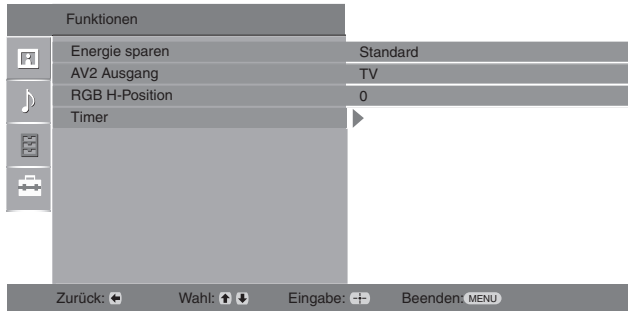 Funktionen
Energie sparen Standard
AV2 Ausgang TV
RGB H-Position 0
Timer
Zurück: Wahl: Eingabe: Beenden: MENU